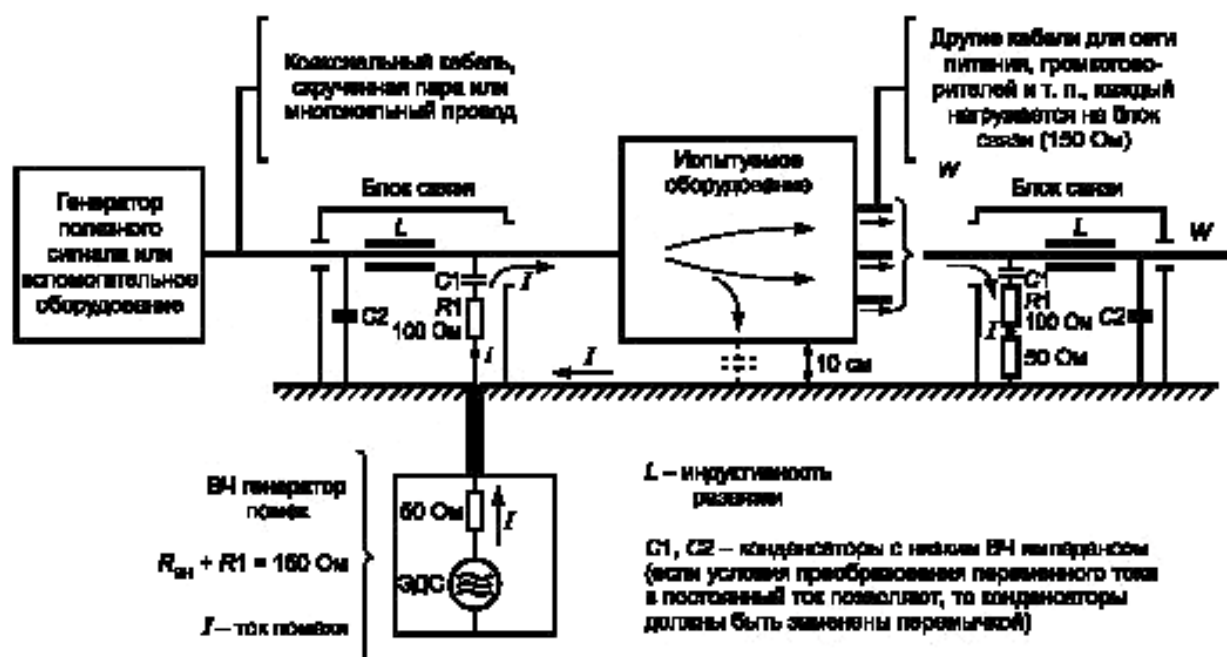 Коаксиальный кабель,
скрученная пара или
многожильный провод
Другие кабели для сети
питания, громкогово-
рителей и т. п., каждый
нагружается на блок
связи (150 Ом)
W
Генератор
полезного
сигнала или
вспомогательное
оборудование
Блок связи
L
C1
I
R1
100 Ом
C2
I
Испытуемое
оборудование
Блок связи
L
W
C1
R1
100 Ом
I
C2
50 Ом
I
10 см
ВЧ генератор
помех
R вн + R1 = 150 Ом
I – ток помехи
50 Ом
I
ЭДС
L – индуктивность
развязки
C1, C2 – конденсаторы с низким ВЧ импедансом
(если условия преобразования переменного тока
в постоянный ток позволяют, то конденсаторы
должны быть заменены перемычкой)